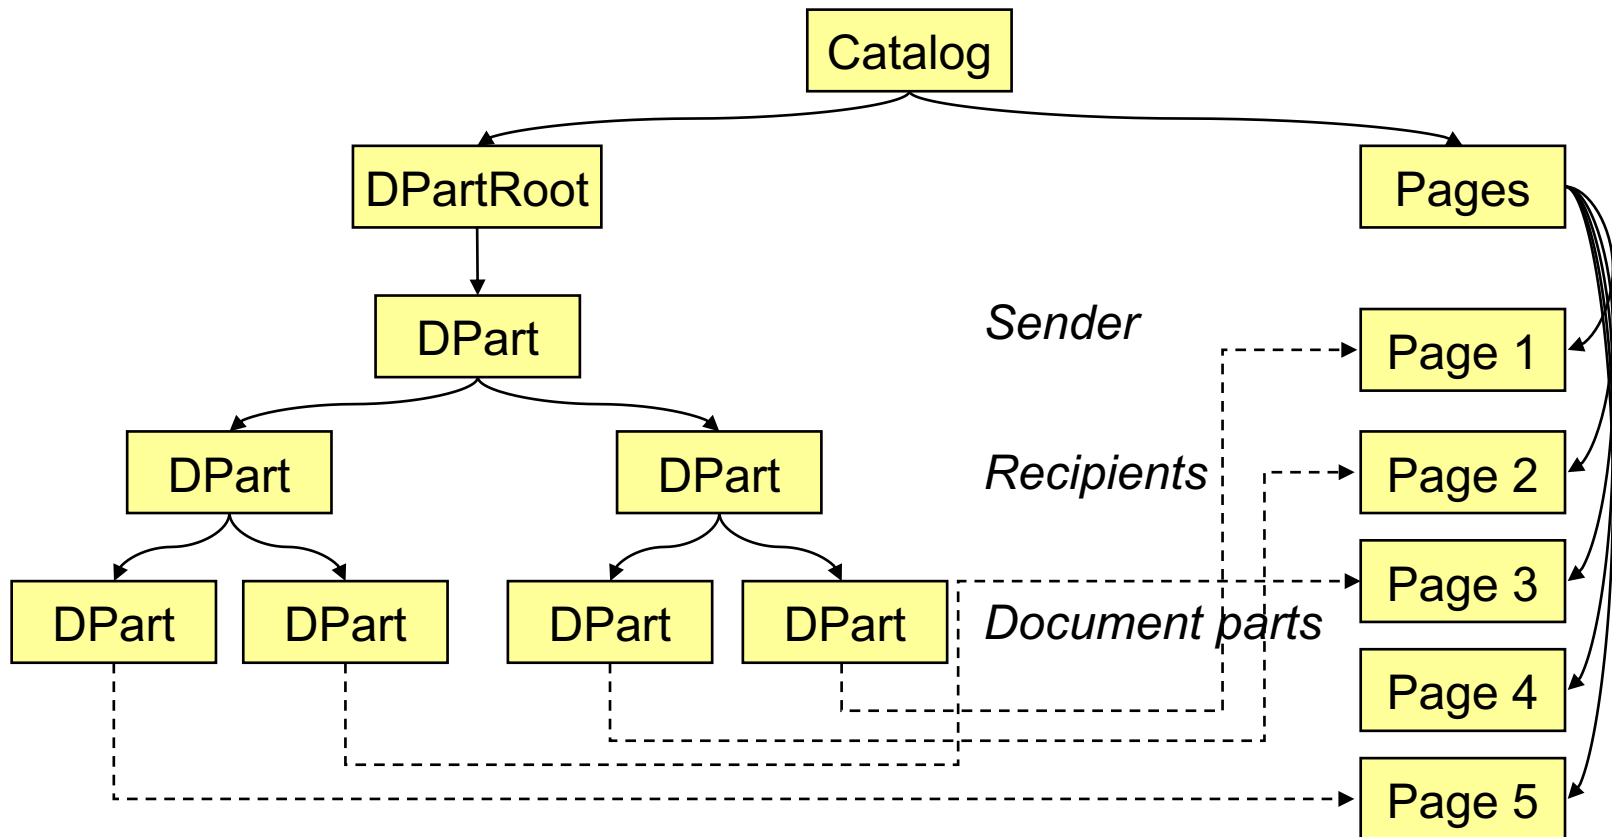 Catalog
DPartRoot
Pages
DPart
Sender
Page 1
DPart
DPart
Recipients
Page 2
DPart
DPart
DPart
DPart
Document parts
Page 3
Page 4
Page 5